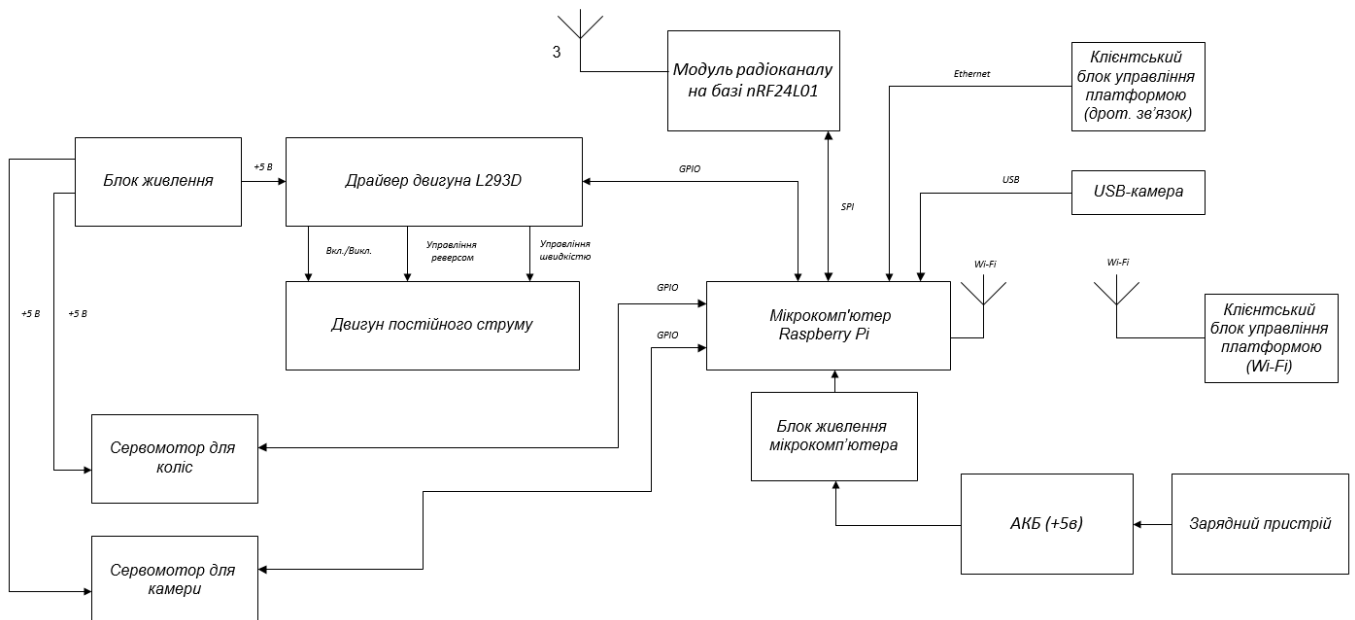 3
Модуль радіоканалу
на базі nRF24L01
Ethernet
Клієнтський
блок управління
платформою
(дрот. зв’язок)
Блок живлення
+5 В
Драйвер двигуна L293D
GPIO
USB
USB-камера
SPI
Вкл./Викл.
Управління
реверсом
Управління
швидкістю
Wi-Fi
Wi-Fi
+5 В
+5 В
Двигун постійного струму
GPIO
GPIO
Мікрокомп'ютер
Raspberry Pi
Клієнтський
блок управління
платформою
(Wi-Fi)
Блок живлення
мікрокомп’ютера
Сервомотор для
коліс
АКБ (+5в)
Зарядний пристрій
Сервомотор для
камери